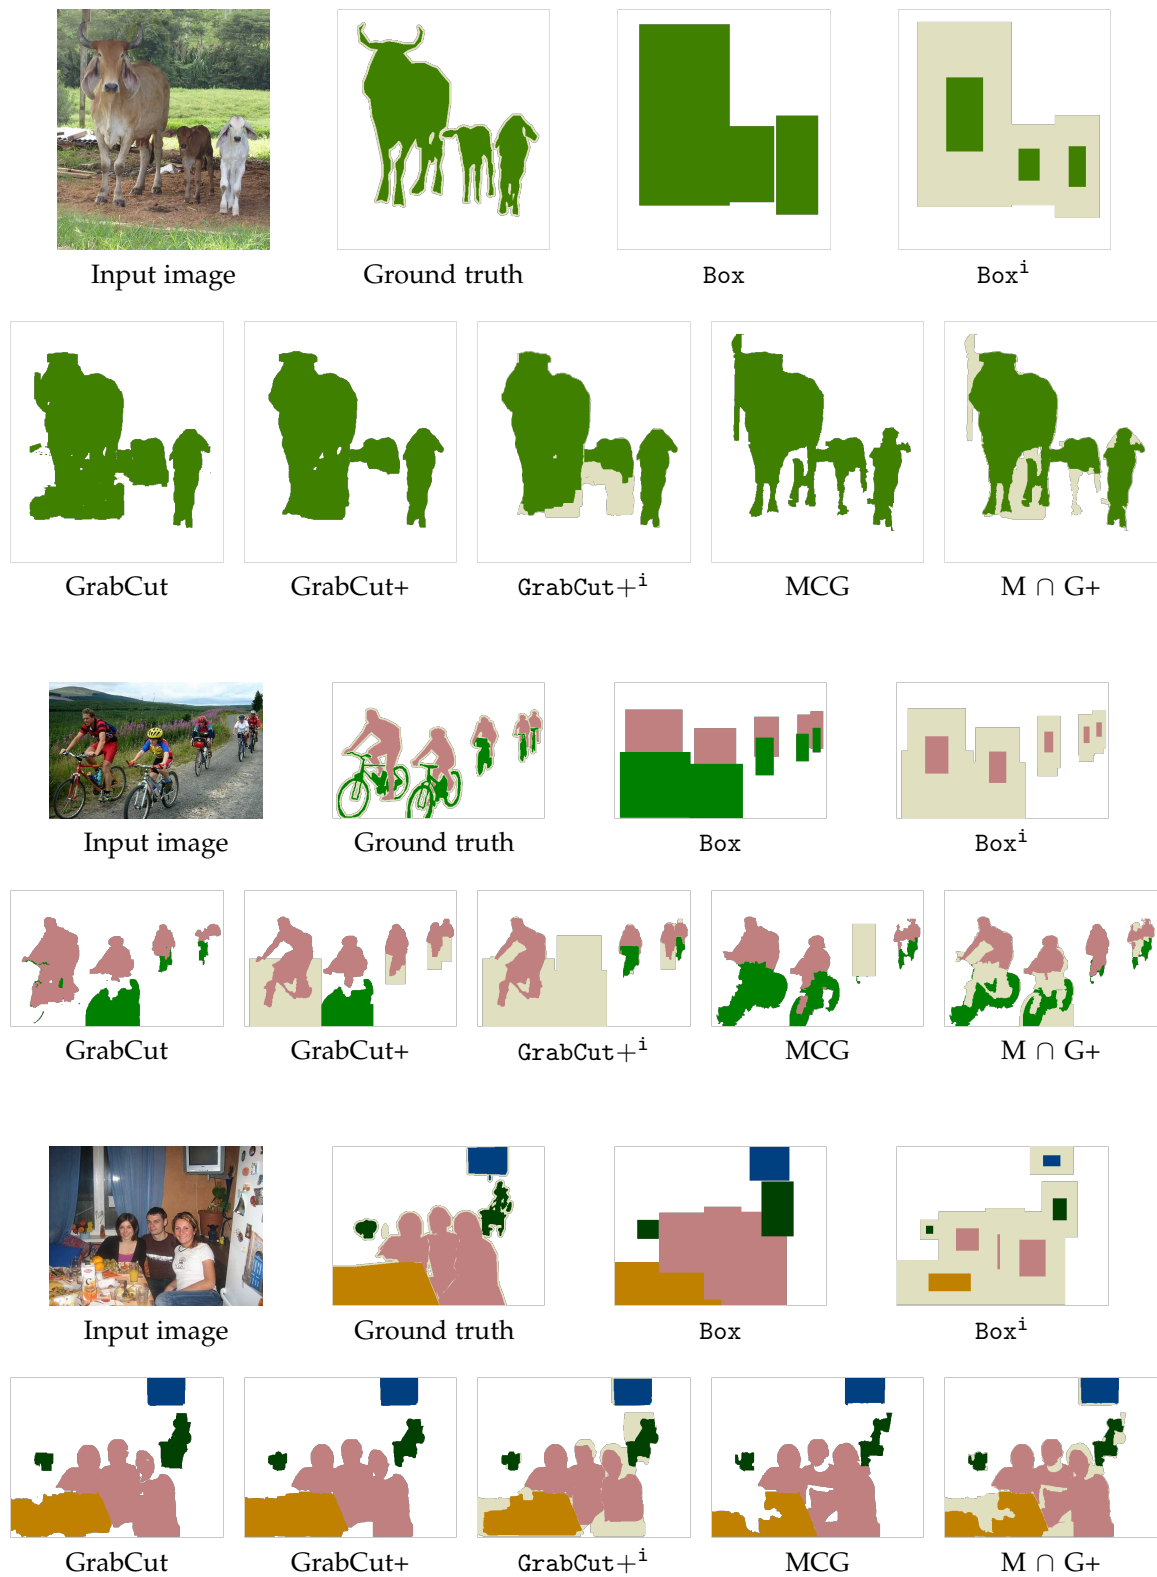 Input image Ground truth Box Boxⁱ
GrabCut GrabCut+ GrabCut+ⁱ MCG M ∩ G+
Input image Ground truth Box Boxⁱ
GrabCut GrabCut+ GrabCut+ⁱ MCG M ∩ G+
Input image Ground truth Box Boxⁱ
GrabCut GrabCut+ GrabCut+ⁱ MCG M ∩ G+